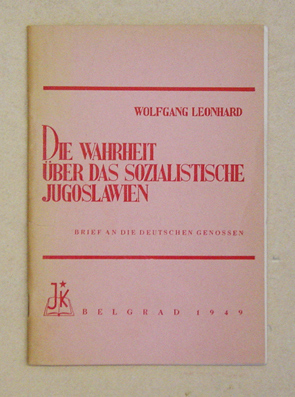 WOLFGANG LEONHARD
DIE WAHRHEIT
ÜBER DAS SOZIALISTISCHE
JUGOSLAWIEN
BRIEF AN DIE DEUTSCHEN GENOSSEN
JK
BELGRAD 1949